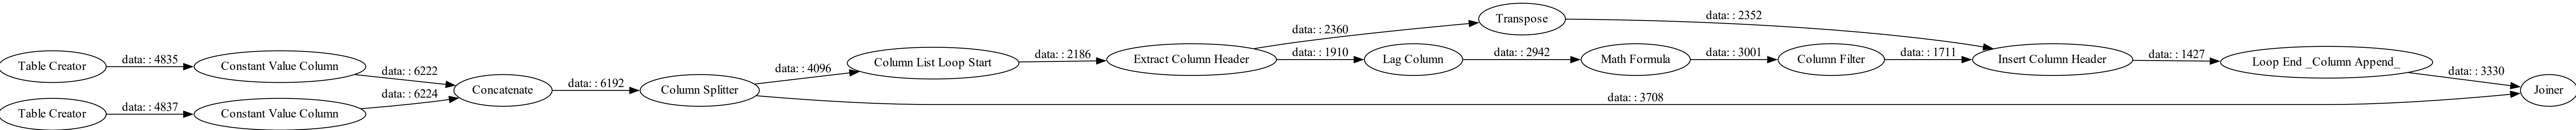 Table Creator
data: : 4835
Constant Value Column
data: : 6222
Table Creator
data: : 4837
Constant Value Column
data: : 6224
Concatenate
data: : 6192
Column Splitter
data: : 4096
Column List Loop Start
data: : 2186
Extract Column Header
data: : 2360
Transpose
data: : 2352
data: : 1910
Lag Column
data: : 2942
Math Formula
data: : 3001
Column Filter
data: : 1711
Insert Column Header
data: : 1427
Loop End _Column Append_
data: : 3330
data: : 3708
Joiner